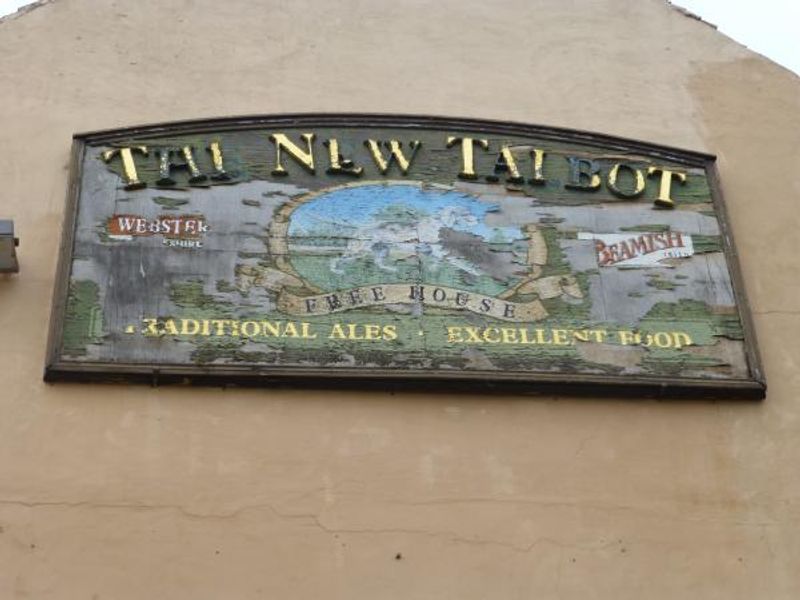 THE NEW TALBOT
WEBSTER
BEAMISH
FREE HOUSE
TRADITIONAL ALES · EXCELLENT FOOD